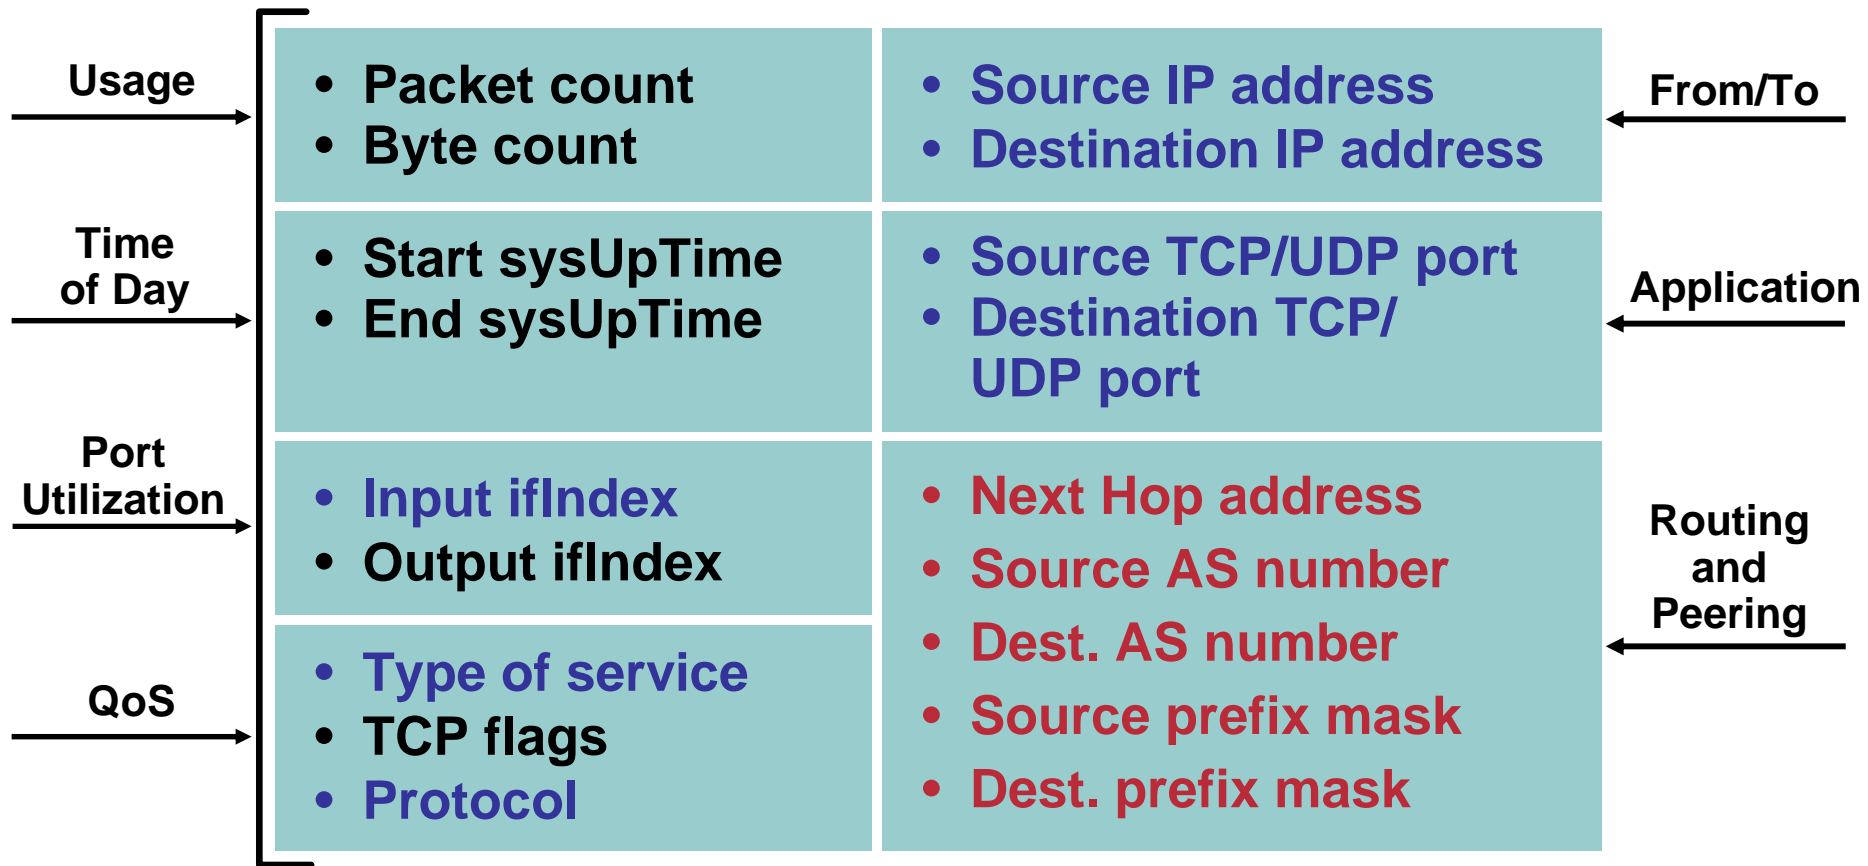 Usage
• Packet count
• Byte count
• Source IP address
• Destination IP address
From/To
Time
of Day
• Start sysUpTime
• End sysUpTime
• Source TCP/UDP port
• Destination TCP/
UDP port
Application
Port
Utilization
• Input ifIndex
• Output ifIndex
QoS
• Type of service
• TCP flags
• Protocol
• Next Hop address
• Source AS number
• Dest. AS number
• Source prefix mask
• Dest. prefix mask
Routing
and
Peering